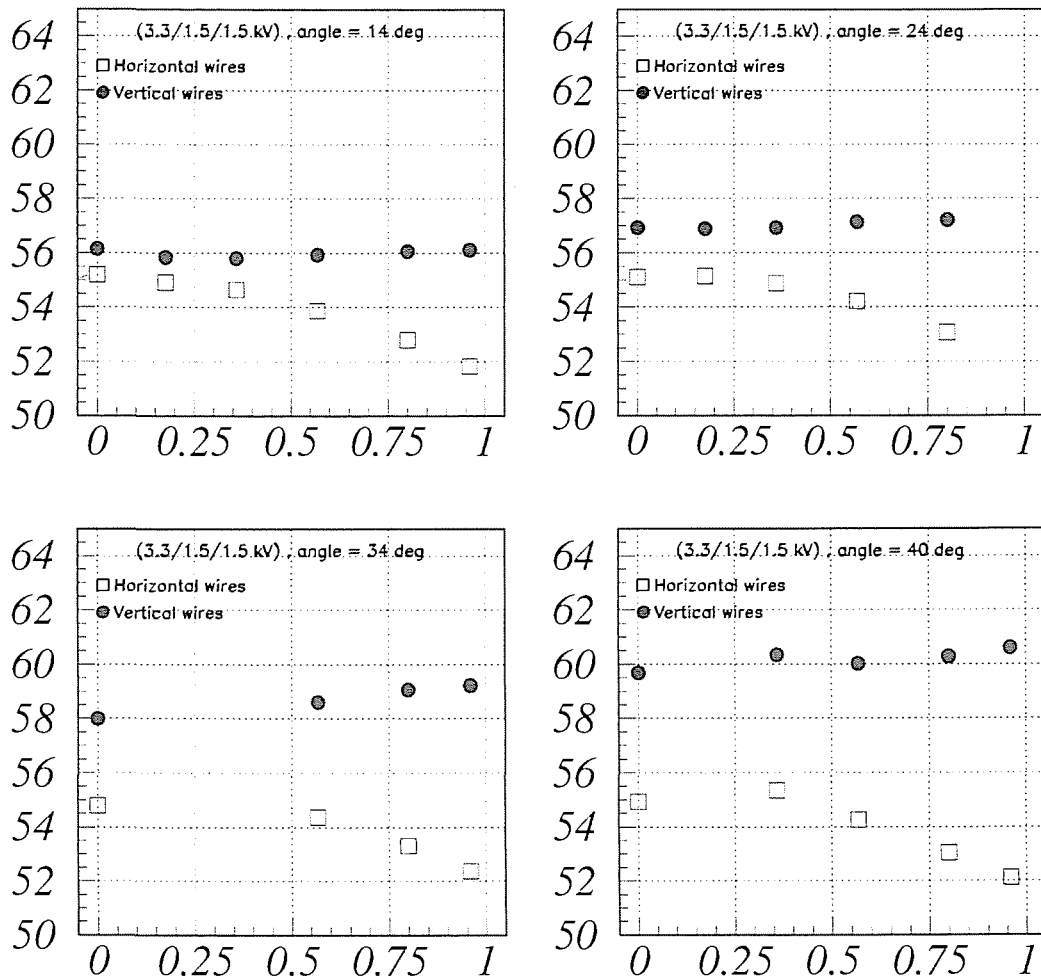 (3.3/1.5/1.5 kV) , angle = 14 deg
Horizontal wires
Vertical wires
64
62
60
58
56
54
52
50
0 0.25 0.5 0.75 1
(3.3/1.5/1.5 kV) , angle = 24 deg
Horizontal wires
Vertical wires
64
62
60
58
56
54
52
50
0 0.25 0.5 0.75 1
(3.3/1.5/1.5 kV) , angle = 34 deg
Horizontal wires
Vertical wires
64
62
60
58
56
54
52
50
0 0.25 0.5 0.75 1
(3.3/1.5/1.5 kV) , angle = 40 deg
Horizontal wires
Vertical wires
64
62
60
58
56
54
52
50
0 0.25 0.5 0.75 1